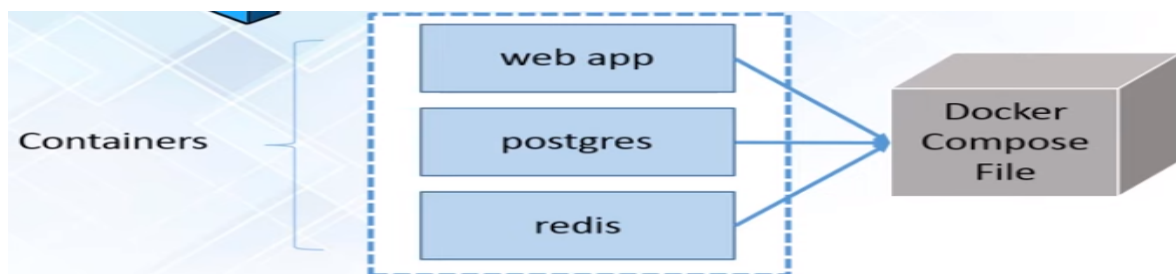 Containers
web app
postgres
redis
Docker
Compose
File